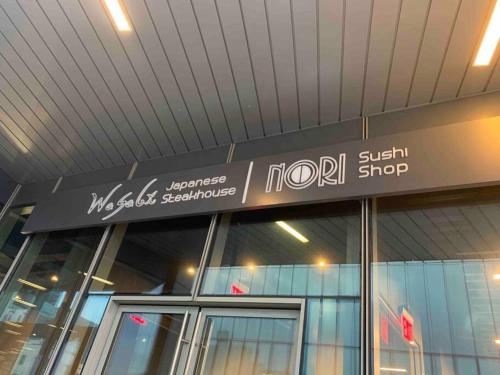 Wasabi Japanese Steakhouse
NORI Sushi Shop